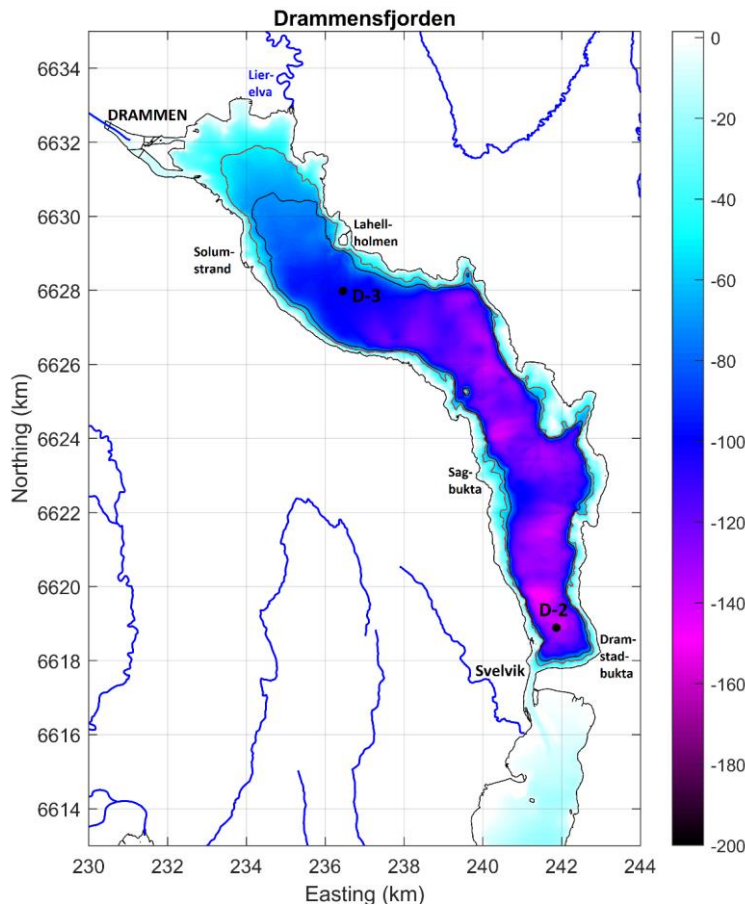 Drammensfjorden
6634
6632
6630
6628
6626
6624
6622
6620
6618
6616
6614
Northing (km)
DRAMMEN
Lier-
elva
Lahell-
holmen
Solum-
strand
D-3
Sag-
bukta
D-2
Svelvik
Dram-
stad-
bukta
230
232
234
236
238
240
242
244
Easting (km)
0
-20
-40
-60
-80
-100
-120
-140
-160
-180
-200